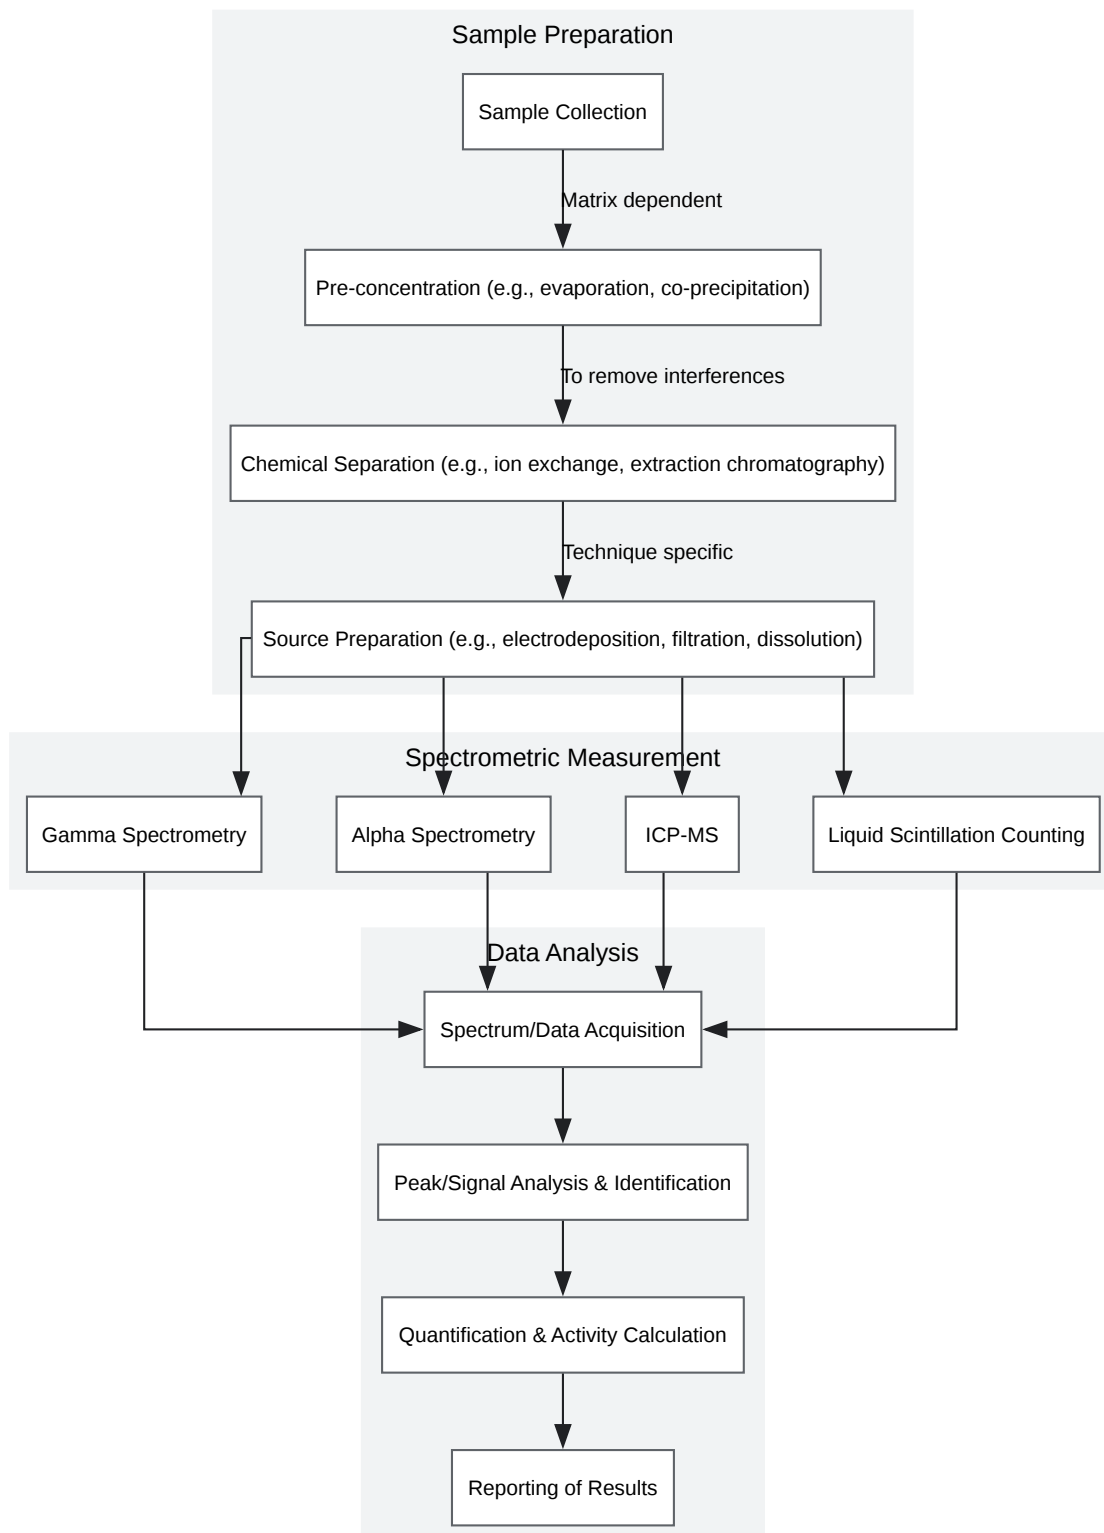 Sample Preparation
Sample Collection
Matrix dependent
Pre-concentration (e.g., evaporation, co-precipitation)
To remove interferences
Chemical Separation (e.g., ion exchange, extraction chromatography)
Technique specific
Source Preparation (e.g., electrodeposition, filtration, dissolution)
Spectrometric Measurement
Gamma Spectrometry
Alpha Spectrometry
ICP-MS
Liquid Scintillation Counting
Data Analysis
Spectrum/Data Acquisition
Peak/Signal Analysis & Identification
Quantification & Activity Calculation
Reporting of Results